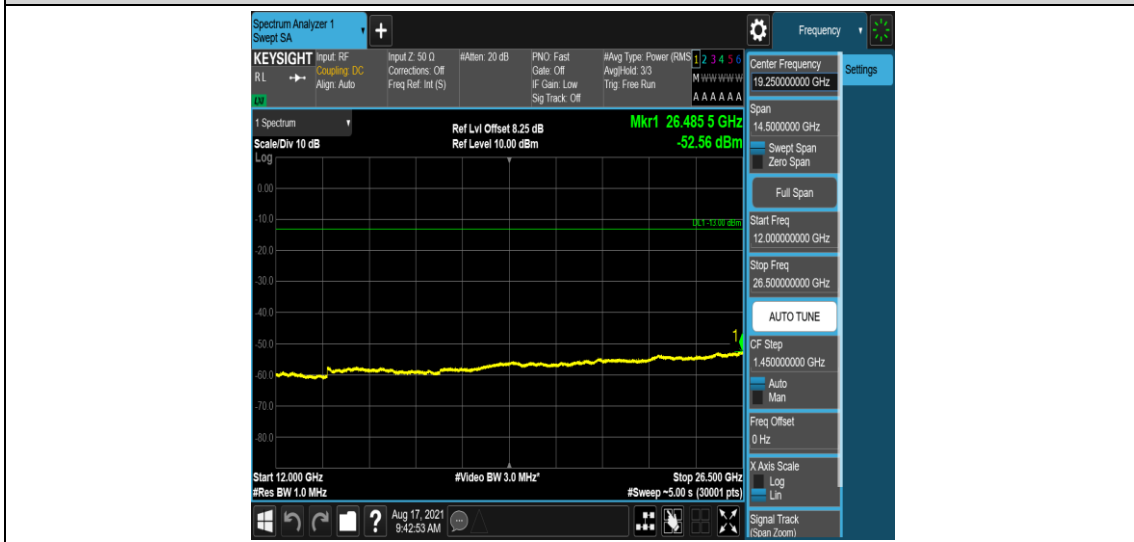 Spectrum Analyzer 1
Swept SA
+
Frequency
KEYSIGHT
RL
Input: RF
Coupling: DC
Align: Auto
Input Z: 50 Ω
Corrections: Off
Freq Ref: Int (S)
#Atten: 20 dB
PNO: Fast
Gate: Off
IF Gain: Low
Sig Track: Off
#Avg Type: Power (RMS
Avg|Hold: 3/3
Trig: Free Run
1 2 3 4 5 6
M W W W W W
A A A A A A
1 Spectrum
Scale/Div 10 dB
Ref Lvl Offset 8.25 dB
Ref Level 10.00 dBm
Mkr1 26.485 5 GHz
-52.56 dBm
Log
0.00
-10.0
DL1 -13.00 dBm
-20.0
-30.0
-40.0
1
-50.0
-60.0
-70.0
-80.0
Start 12.000 GHz
#Res BW 1.0 MHz
#Video BW 3.0 MHz*
Stop 26.500 GHz
#Sweep ~5.00 s (30001 pts)
?
Aug 17, 2021
9:42:53 AM
Center Frequency
19.250000000 GHz
Settings
Span
14.5000000 GHz
Swept Span
Zero Span
Full Span
Start Freq
12.000000000 GHz
Stop Freq
26.500000000 GHz
AUTO TUNE
CF Step
1.450000000 GHz
Auto
Man
Freq Offset
0 Hz
X Axis Scale
Log
Lin
Signal Track
(Span Zoom)